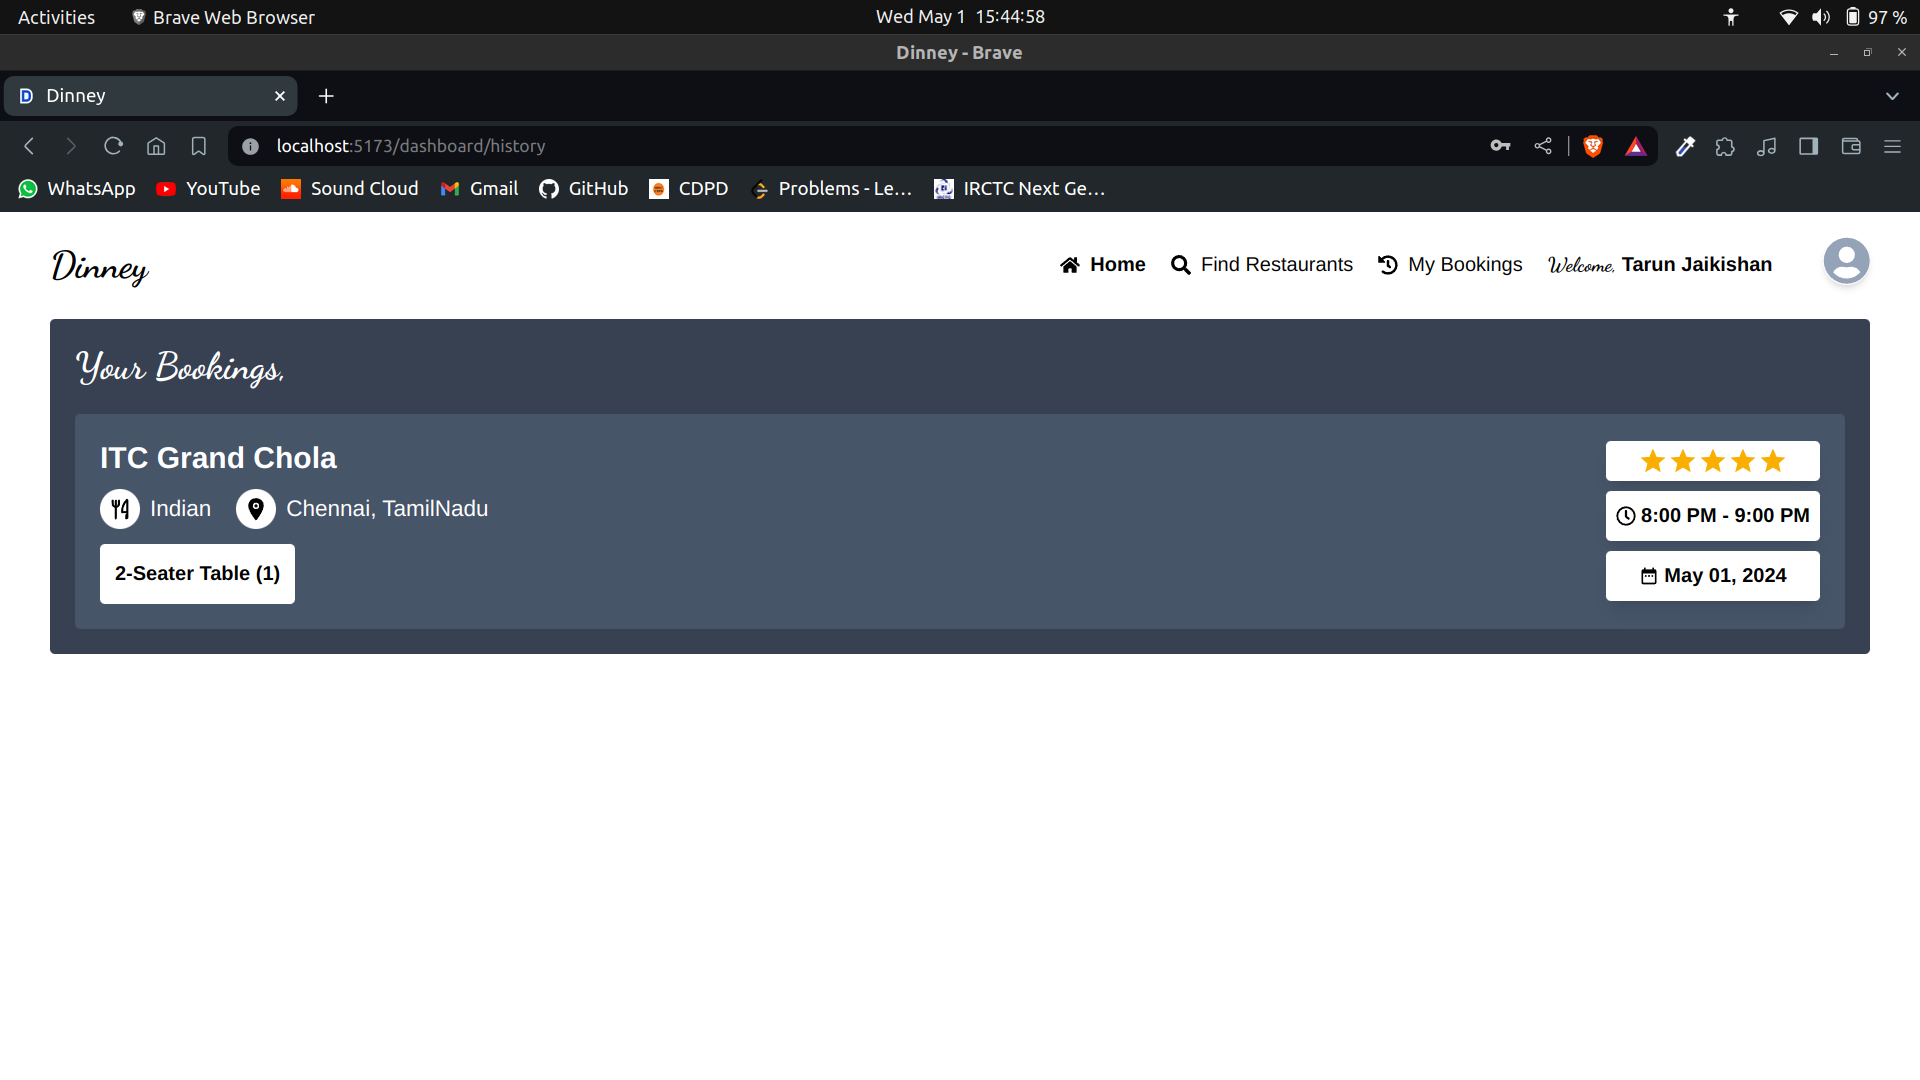 Activities Brave Web Browser Wed May 1 15:44:58 97 %
Dinney - Brave
Dinney
localhost:5173/dashboard/history
WhatsApp YouTube Sound Cloud Gmail GitHub CDPD Problems - Le... IRCTC Next Ge...
Dinney Home Find Restaurants My Bookings Welcome, Tarun Jaikishan
Your Bookings,
ITC Grand Chola
Indian Chennai, TamilNadu
8:00 PM - 9:00 PM
2-Seater Table (1)
May 01, 2024